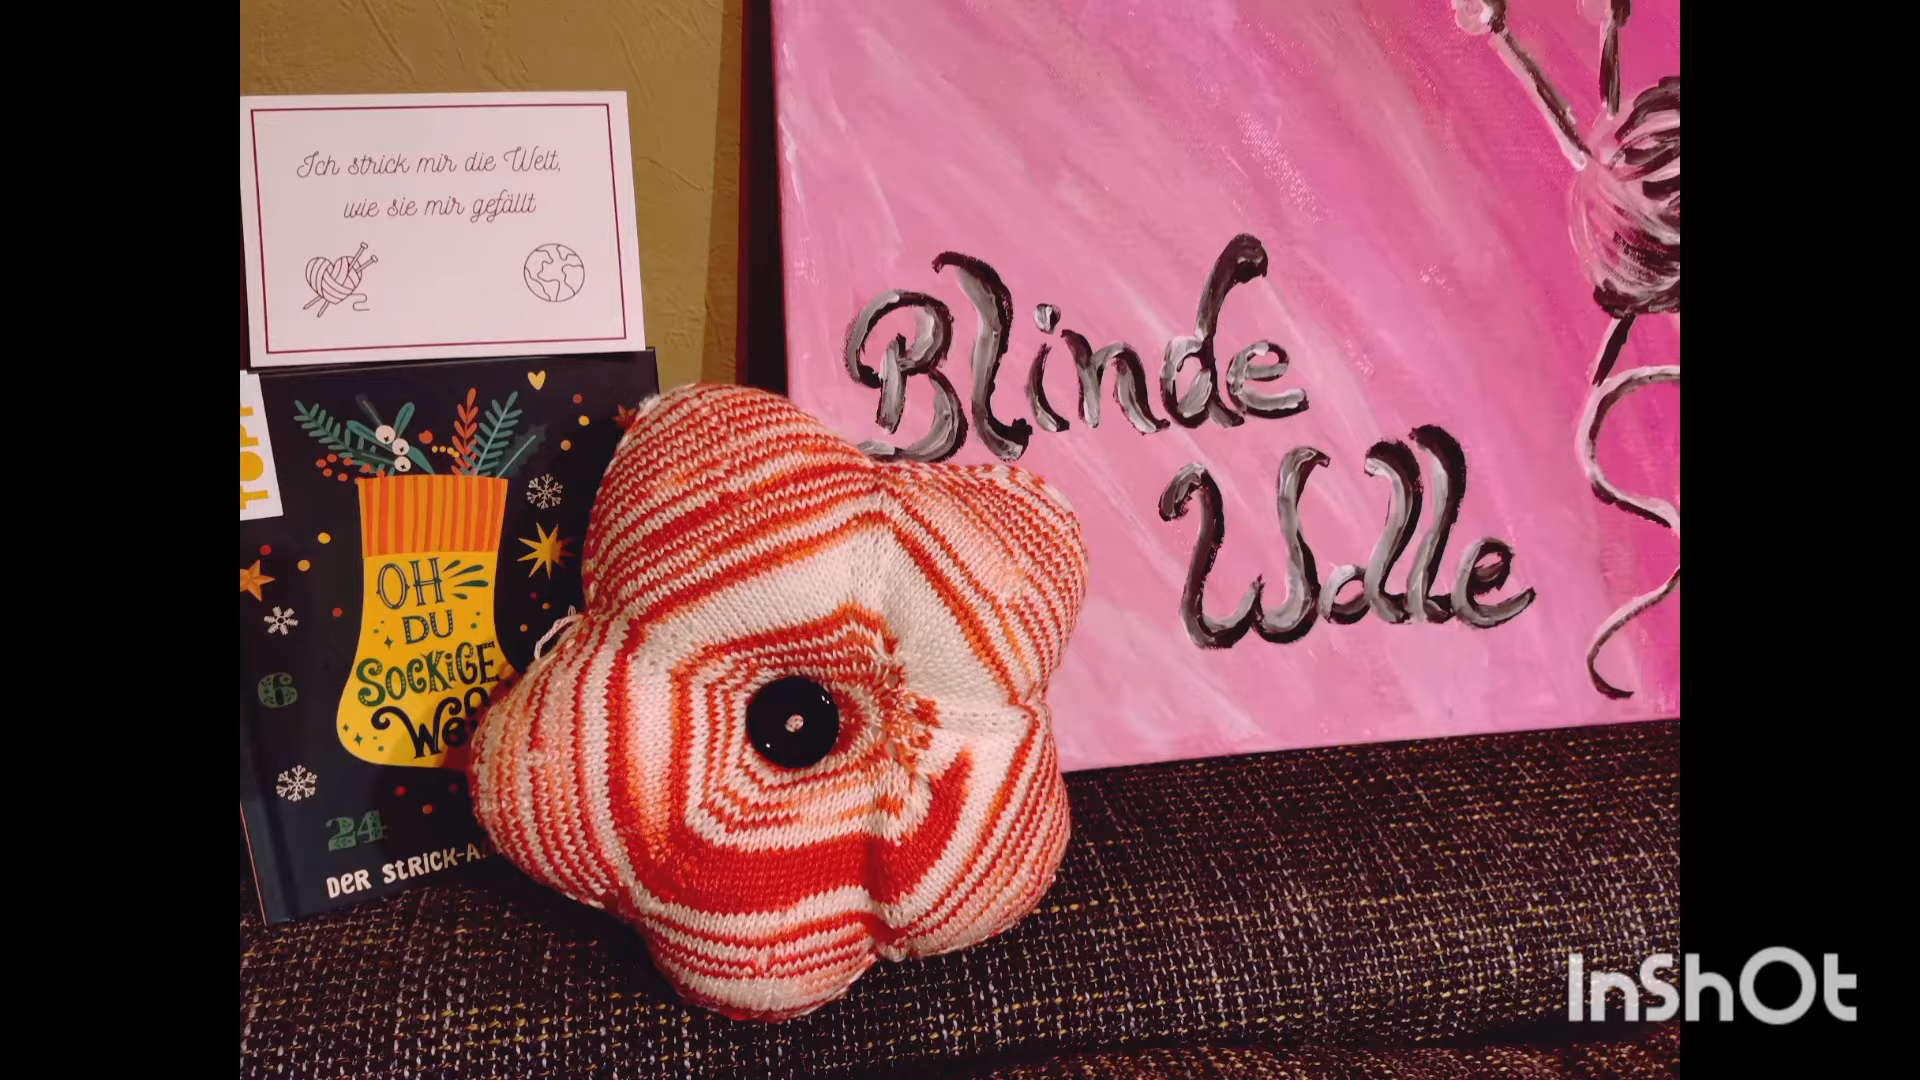 Ich strick mir die Welt,
wie sie mir gefällt
TOPP
OH
DU
SOCKIGE
6
24
DER STRICK-A
Blinde
Wolle
InShOt